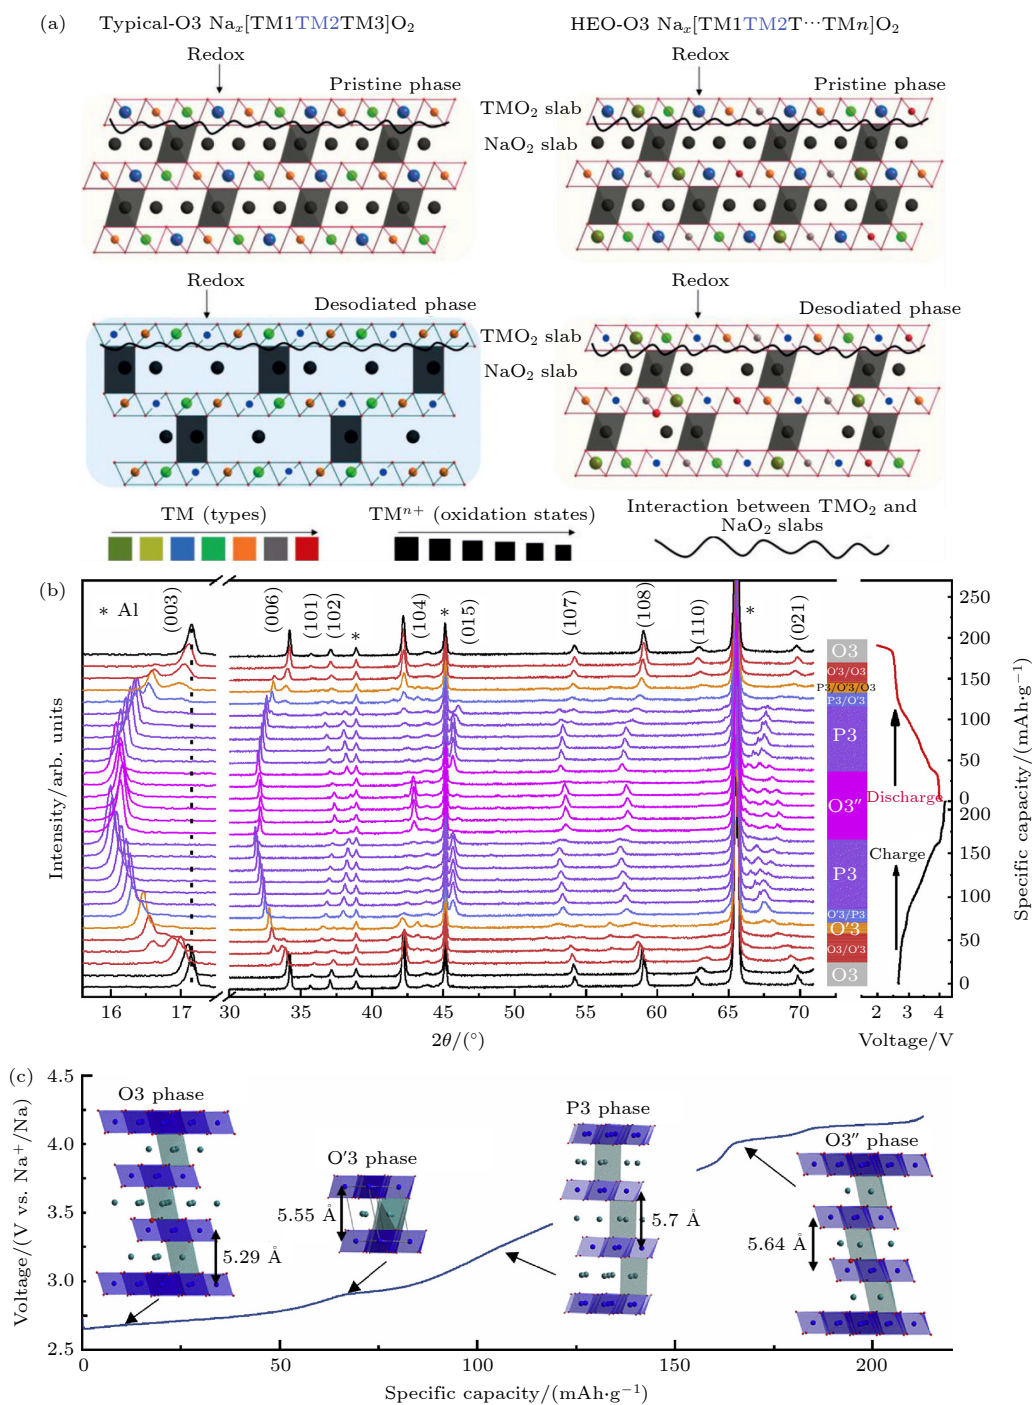 (a)
Typical-O3 Naₓ[TM1TM2TM3]O₂
HEO-O3 Naₓ[TM1TM2T···TMn]O₂
Redox
Redox
Pristine phase
Pristine phase
TMO₂ slab
NaO₂ slab
Redox
Redox
Desodiated phase
Desodiated phase
TMO₂ slab
NaO₂ slab
TM (types)
TMⁿ⁺ (oxidation states)
Interaction between TMO₂ and
NaO₂ slabs
(b)
* Al
(003)
(006)
(101)
(102)
*
(104)
*
(015)
(107)
(108)
(110)
*
(021)
Intensity/arb. units
16
17
30
35
40
45
50
55
60
65
70
2θ/(°)
O3
O′3/O3
P3/O′3/O3
P3/O′3
P3
O3″
P3
O′3/P3
O′3
O3/O′3
O3
Discharge
Charge
250
200
150
100
50
0
200
150
100
50
0
Specific capacity/(mAh·g⁻¹)
2
3
4
Voltage/V
(c)
4.5
4.0
3.5
3.0
2.5
Voltage/(V vs. Na⁺/Na)
O3 phase
5.29 Å
O′3 phase
5.55 Å
P3 phase
5.7 Å
O3″ phase
5.64 Å
0
50
100
150
200
Specific capacity/(mAh·g⁻¹)